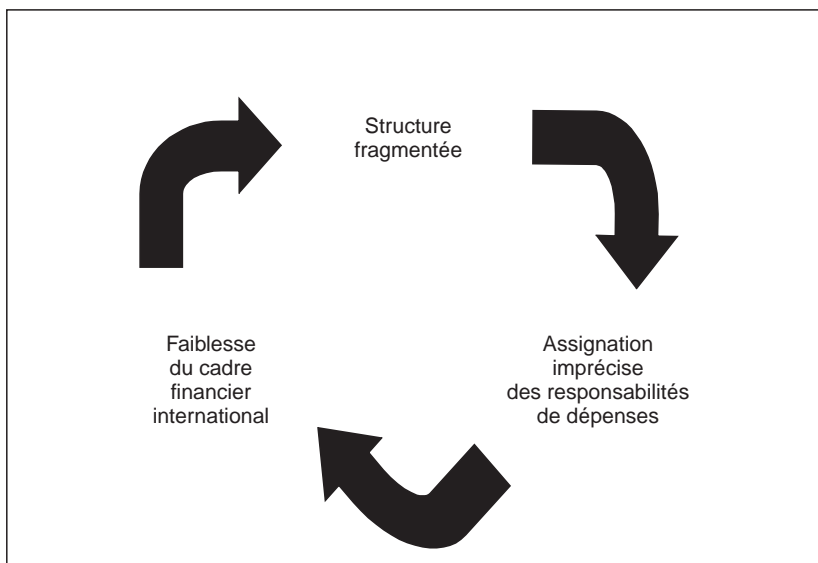 Structure
fragmentée
Assignation
imprécise
des responsabilités
de dépenses
Faiblesse
du cadre
financier
international